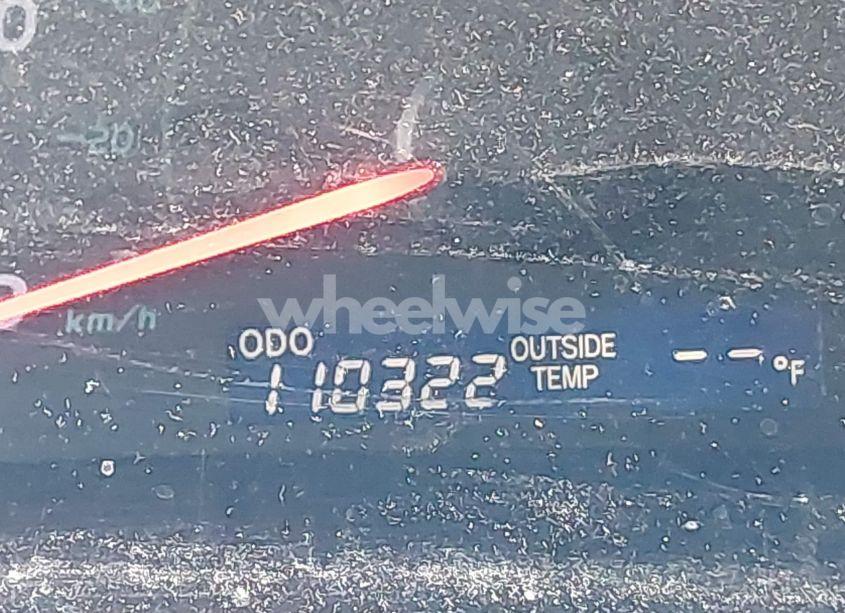 -20
km/h
wheelwise
ODO
110322
OUTSIDE
TEMP
-- °F